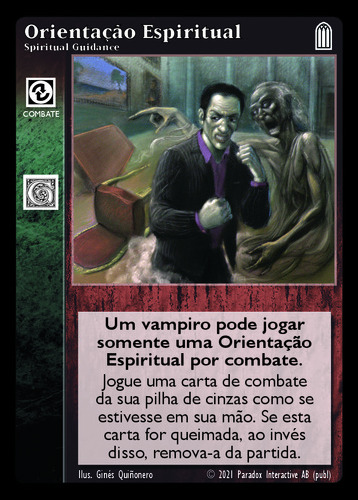 Orientação Espiritual
Spiritual Guidance
COMBATE
Um vampiro pode jogar
somente uma Orientação
Espiritual por combate.
Jogue uma carta de combate
da sua pilha de cinzas como se
estivesse em sua mão. Se esta
carta for queimada, ao invés
disso, remova-a da partida.
Ilus. Ginés Quiñonero
© 2021 Paradox Interactive AB (publ)